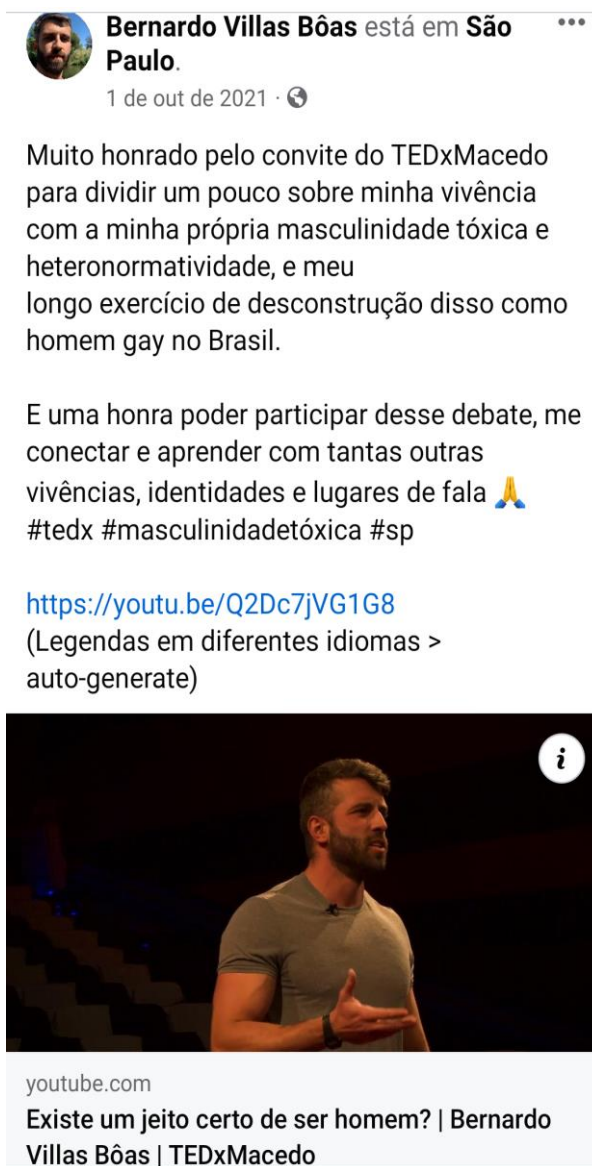 Bernardo Villas Bôas está em São
Paulo.
1 de out de 2021 ·
Muito honrado pelo convite do TEDxMacedo
para dividir um pouco sobre minha vivência
com a minha própria masculinidade tóxica e
heteronormatividade, e meu
longo exercício de desconstrução disso como
homem gay no Brasil.
E uma honra poder participar desse debate, me
conectar e aprender com tantas outras
vivências, identidades e lugares de fala 🙏
#tedx #masculinidadetóxica #sp
https://youtu.be/Q2Dc7jVG1G8
(Legendas em diferentes idiomas >
auto-generate)
i
youtube.com
Existe um jeito certo de ser homem? | Bernardo
Villas Bôas | TEDxMacedo